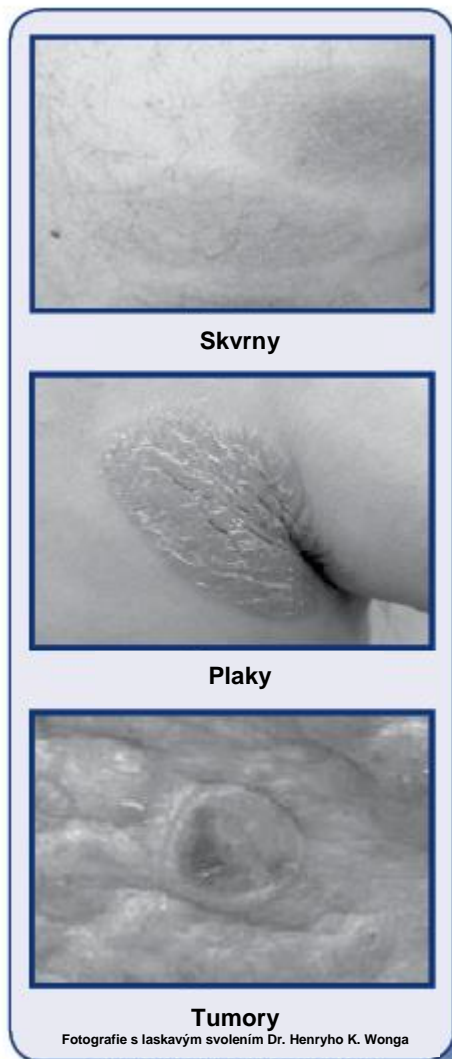 Skvrny
Plaky
Tumory
Fotografie s laskavým svolením Dr. Henryho K. Wonga